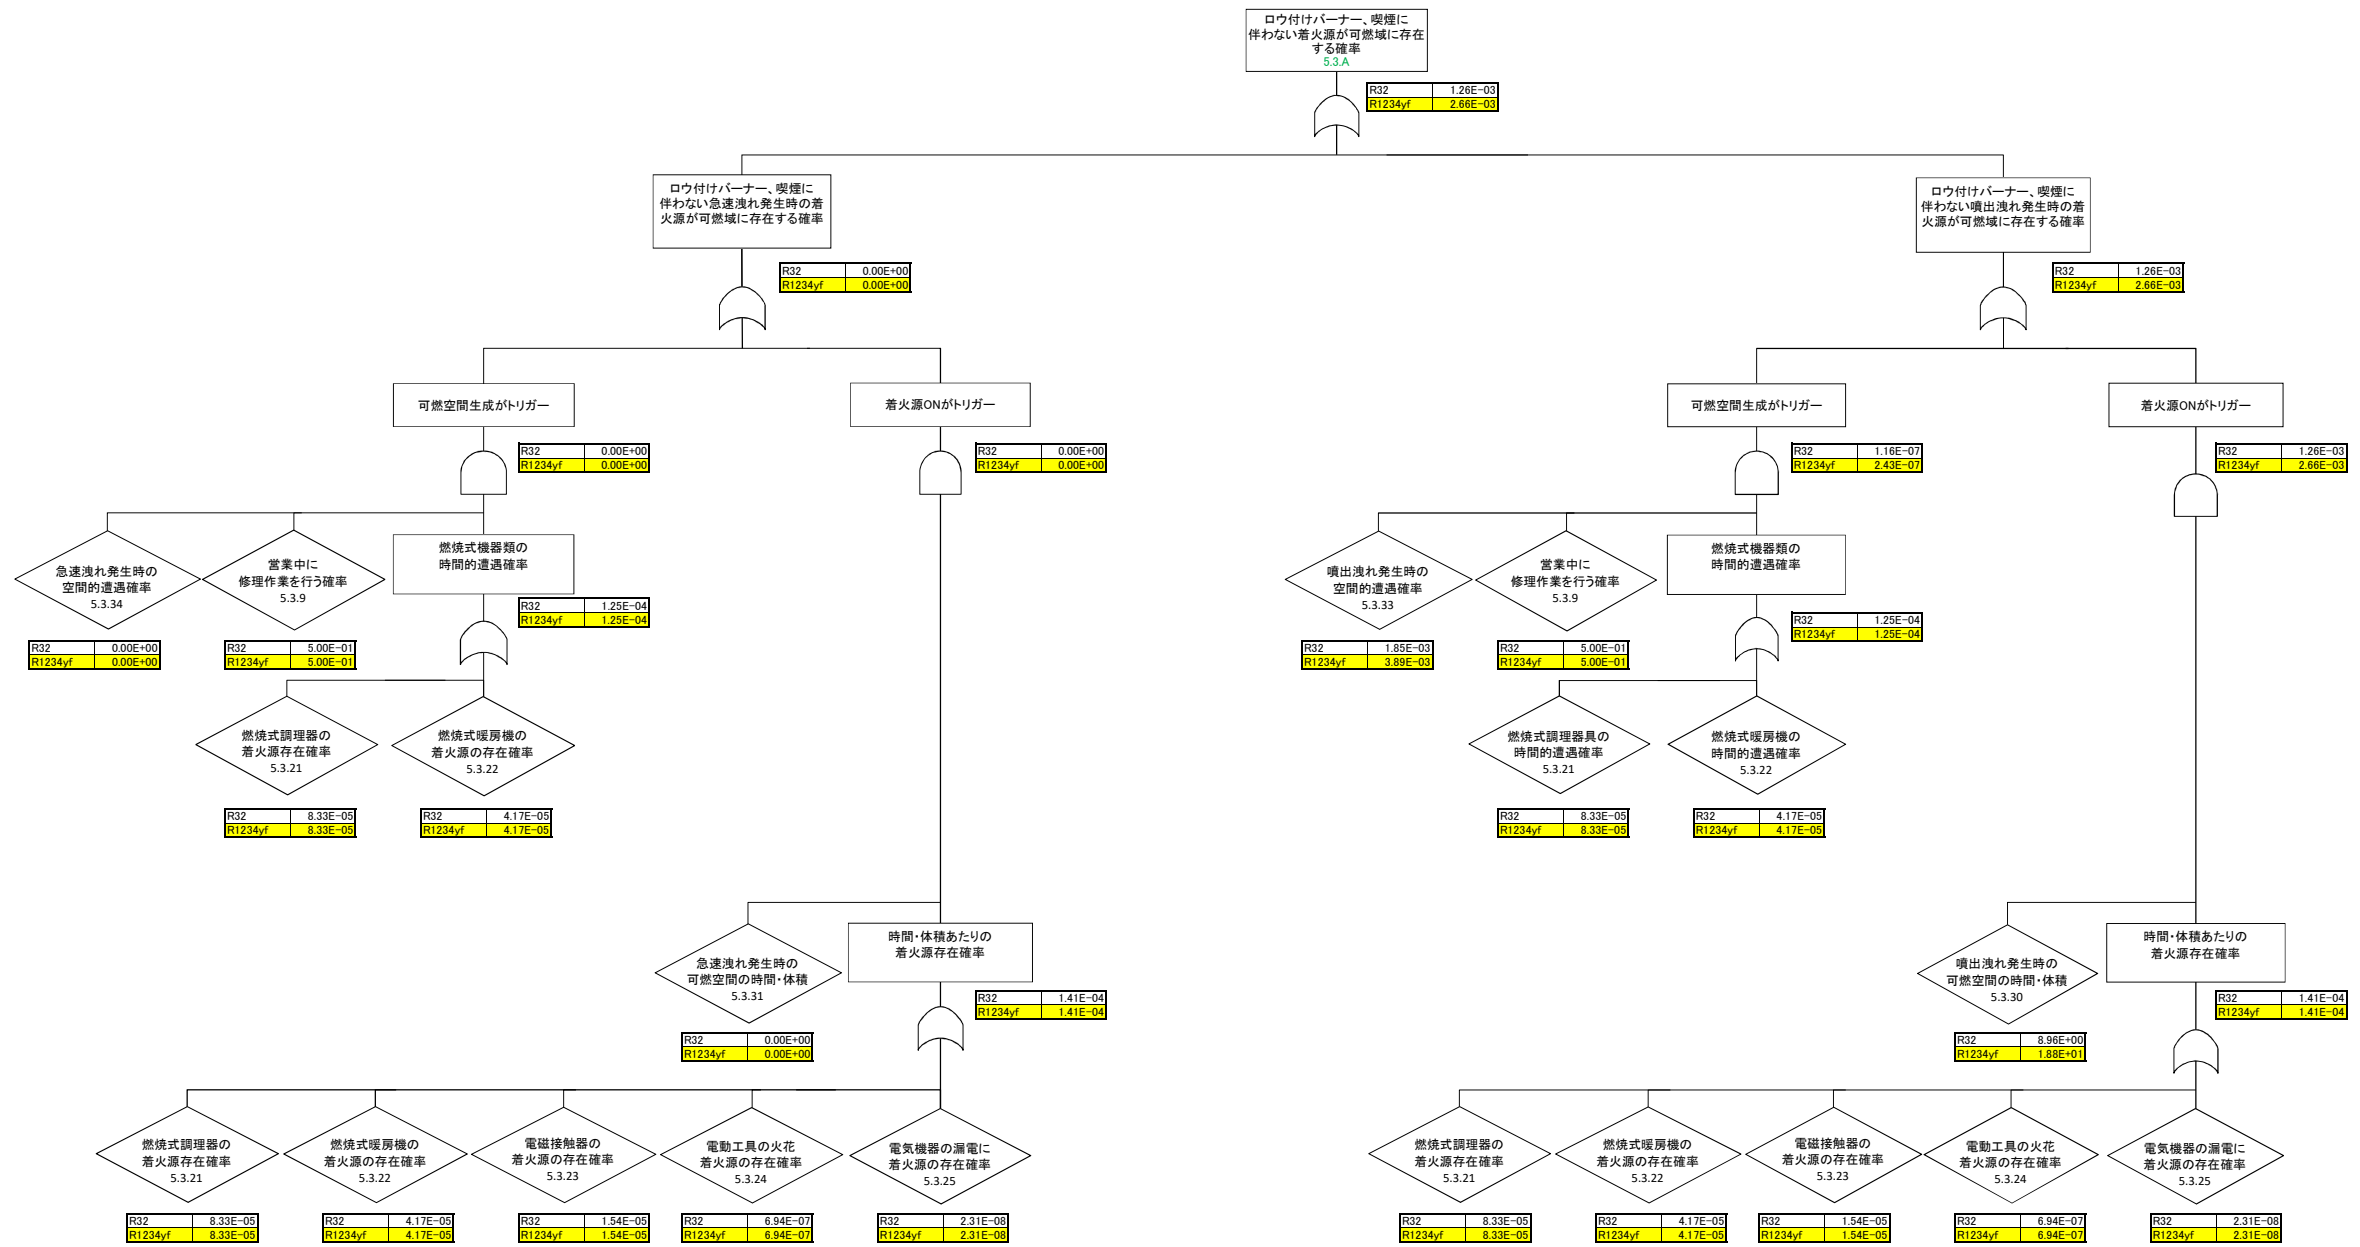 ロウ付けバーナー、喫煙に
伴わない着火源が可燃域に存在
する確率
5.3.A
R32 1.26E-03
R1234yf 2.66E-03
ロウ付けバーナー、喫煙に
伴わない急速洩れ発生時の着
火源が可燃域に存在する確率
R32 0.00E+00
R1234yf 0.00E+00
ロウ付けバーナー、喫煙に
伴わない噴出洩れ発生時の着
火源が可燃域に存在する確率
R32 1.26E-03
R1234yf 2.66E-03
可燃空間生成がトリガー
R32 0.00E+00
R1234yf 0.00E+00
着火源ONがトリガー
R32 0.00E+00
R1234yf 0.00E+00
可燃空間生成がトリガー
R32 1.16E-07
R1234yf 2.43E-07
着火源ONがトリガー
R32 1.26E-03
R1234yf 2.66E-03
急速洩れ発生時の
空間的遭遇確率
5.3.34
R32 0.00E+00
R1234yf 0.00E+00
営業中に
修理作業を行う確率
5.3.9
R32 5.00E-01
R1234yf 5.00E-01
燃焼式機器類の
時間的遭遇確率
R32 1.25E-04
R1234yf 1.25E-04
噴出洩れ発生時の
空間的遭遇確率
5.3.33
R32 1.85E-03
R1234yf 3.89E-03
営業中に
修理作業を行う確率
5.3.9
R32 5.00E-01
R1234yf 5.00E-01
燃焼式機器類の
時間的遭遇確率
R32 1.25E-04
R1234yf 1.25E-04
燃焼式調理器の
着火源存在確率
5.3.21
R32 8.33E-05
R1234yf 8.33E-05
燃焼式暖房機の
着火源の存在確率
5.3.22
R32 4.17E-05
R1234yf 4.17E-05
燃焼式調理器具の
時間的遭遇確率
5.3.21
R32 8.33E-05
R1234yf 8.33E-05
燃焼式暖房機の
時間的遭遇確率
5.3.22
R32 4.17E-05
R1234yf 4.17E-05
急速洩れ発生時の
可燃空間の時間・体積
5.3.31
R32 0.00E+00
R1234yf 0.00E+00
時間・体積あたりの
着火源存在確率
R32 1.41E-04
R1234yf 1.41E-04
噴出洩れ発生時の
可燃空間の時間・体積
5.3.30
R32 8.96E+00
R1234yf 1.88E+01
時間・体積あたりの
着火源存在確率
R32 1.41E-04
R1234yf 1.41E-04
燃焼式調理器の
着火源存在確率
5.3.21
R32 8.33E-05
R1234yf 8.33E-05
燃焼式暖房機の
着火源の存在確率
5.3.22
R32 4.17E-05
R1234yf 4.17E-05
電磁接触器の
着火源の存在確率
5.3.23
R32 1.54E-05
R1234yf 1.54E-05
電動工具の火花
着火源の存在確率
5.3.24
R32 6.94E-07
R1234yf 6.94E-07
電気機器の漏電に
着火源の存在確率
5.3.25
R32 2.31E-08
R1234yf 2.31E-08
燃焼式調理器の
着火源存在確率
5.3.21
R32 8.33E-05
R1234yf 8.33E-05
燃焼式暖房機の
着火源の存在確率
5.3.22
R32 4.17E-05
R1234yf 4.17E-05
電磁接触器の
着火源の存在確率
5.3.23
R32 1.54E-05
R1234yf 1.54E-05
電動工具の火花
着火源の存在確率
5.3.24
R32 6.94E-07
R1234yf 6.94E-07
電気機器の漏電に
着火源の存在確率
5.3.25
R32 2.31E-08
R1234yf 2.31E-08